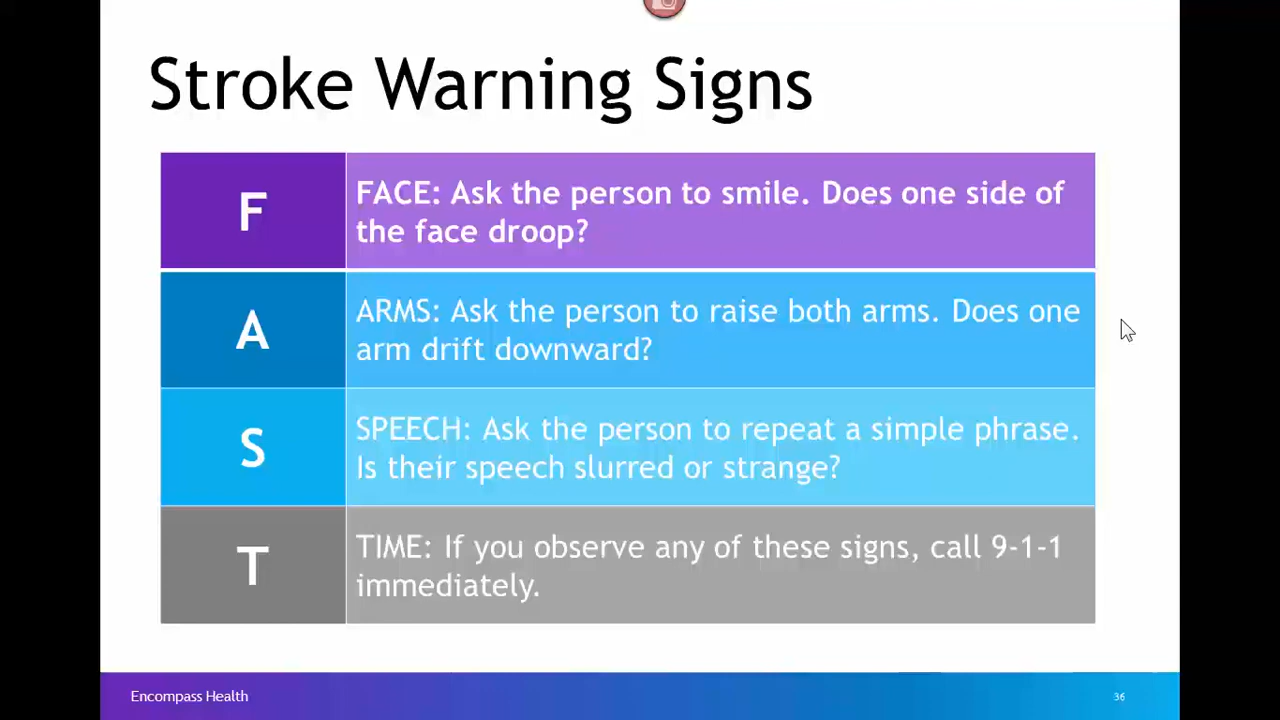 Stroke Warning Signs
F
FACE: Ask the person to smile. Does one side of
the face droop?
A
ARMS: Ask the person to raise both arms. Does one
arm drift downward?
S
SPEECH: Ask the person to repeat a simple phrase.
Is their speech slurred or strange?
T
TIME: If you observe any of these signs, call 9-1-1
immediately.
Encompass Health
36